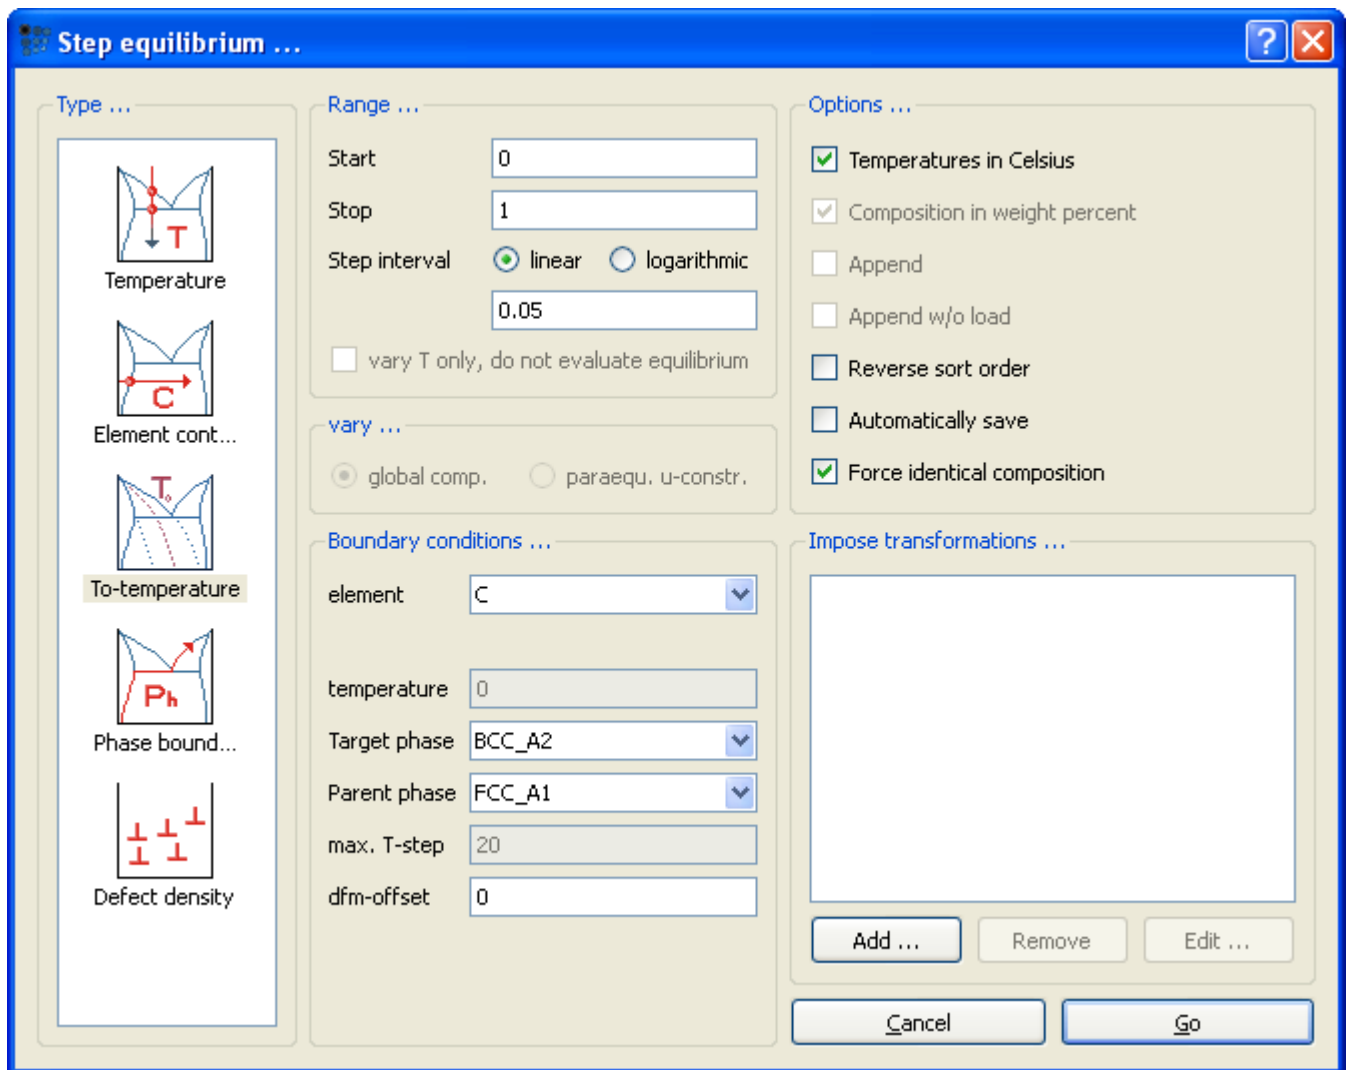 Step equilibrium ...
Type ...
T
Temperature
C
Element cont...
T₀
To-temperature
Ph
Phase bound...
Defect density
Range ...
Start 0
Stop 1
Step interval linear logarithmic
0.05
vary T only, do not evaluate equilibrium
vary ...
global comp. paraequ. u-constr.
Boundary conditions ...
element C
temperature 0
Target phase BCC_A2
Parent phase FCC_A1
max. T-step 20
dfm-offset 0
Options ...
Temperatures in Celsius
Composition in weight percent
Append
Append w/o load
Reverse sort order
Automatically save
Force identical composition
Impose transformations ...
Add ... Remove Edit ...
Cancel Go